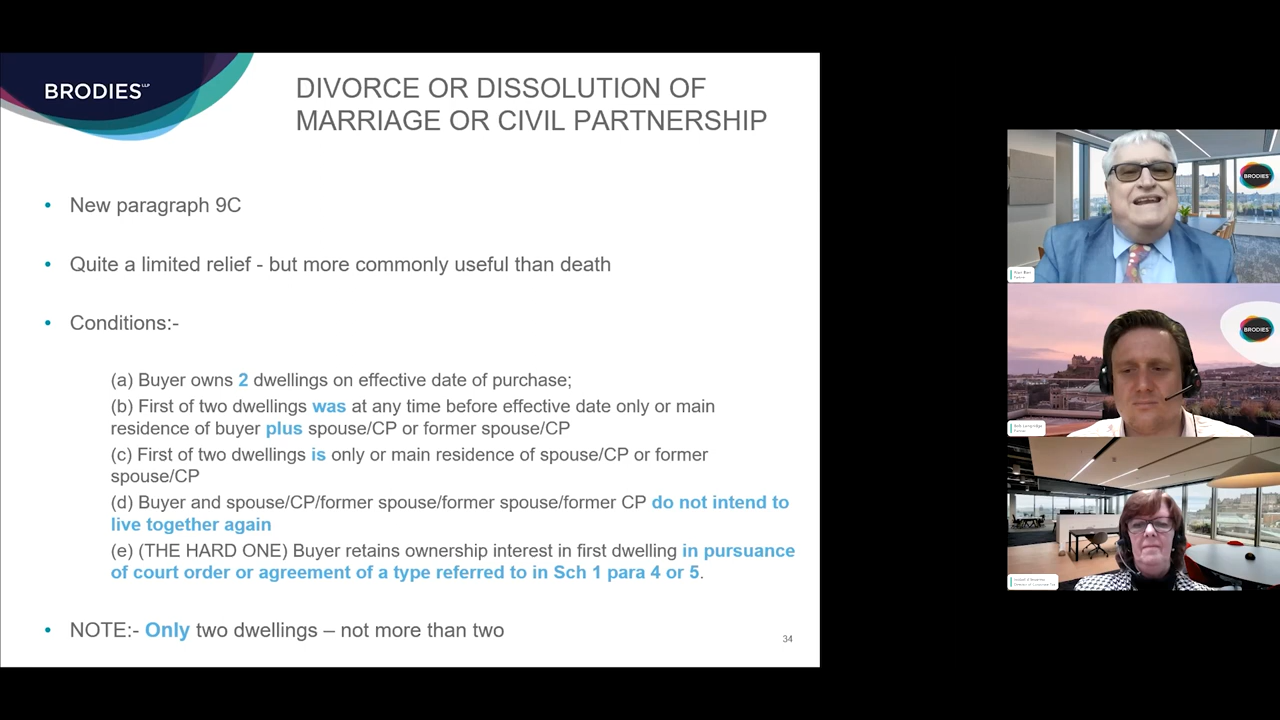 BRODIES LLP
DIVORCE OR DISSOLUTION OF
MARRIAGE OR CIVIL PARTNERSHIP
• New paragraph 9C
• Quite a limited relief - but more commonly useful than death
• Conditions:-
(a) Buyer owns 2 dwellings on effective date of purchase;
(b) First of two dwellings was at any time before effective date only or main
residence of buyer plus spouse/CP or former spouse/CP
(c) First of two dwellings is only or main residence of spouse/CP or former
spouse/CP
(d) Buyer and spouse/CP/former spouse/former spouse/former CP do not intend to
live together again
(e) (THE HARD ONE) Buyer retains ownership interest in first dwelling in pursuance
of court order or agreement of a type referred to in Sch 1 para 4 or 5.
• NOTE:- Only two dwellings – not more than two
34
BRODIES
BRODIES